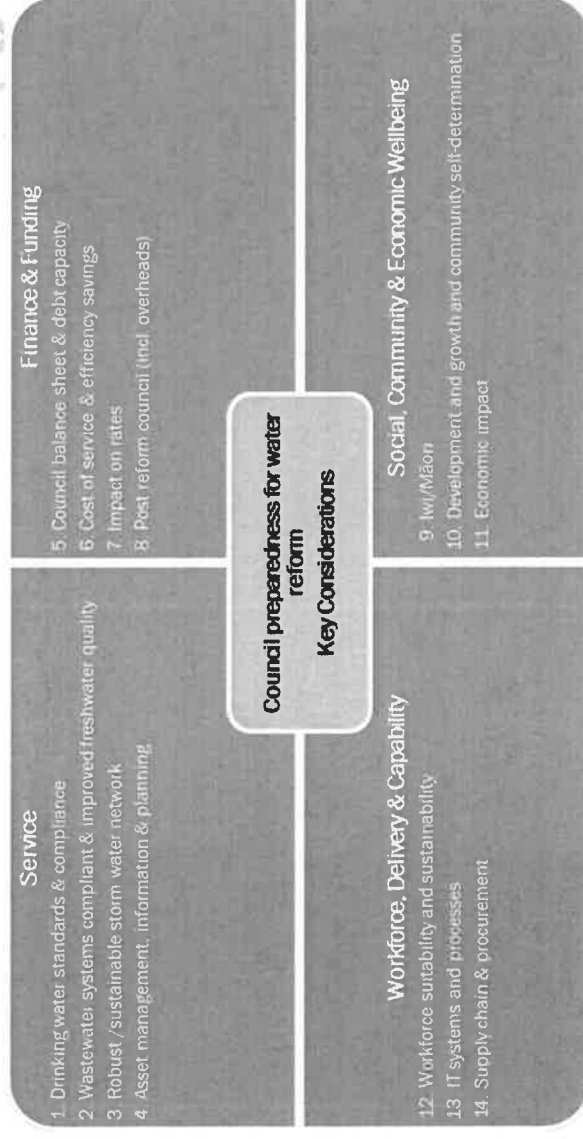 Service
1 Drinking water standards & compliance
2 Wastewater systems compliant & improved freshwater quality
3 Robust / sustainable storm water network
4 Asset management, information & planning
Finance & Funding
5. Council balance sheet & debt capacity
6. Cost of service & efficiency savings
7 Impact on rates
8 Post reform council (incl overheads)
Council preparedness for water
reform
Key Considerations
Workforce, Delivery & Capability
12 Workforce suitability and sustainability
13 IT systems and processes
14. Supply chain & procurement
Social, Community & Economic Wellbeing
9 Iwi/Māori
10. Development and growth and community self-determination
11 Economic impact